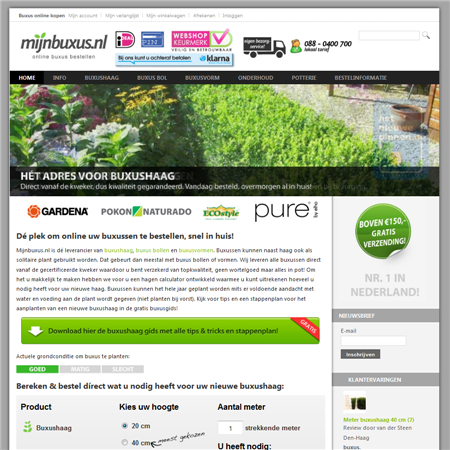 Buxus online kopen Mijn account Mijn verlanglijst Mijn winkelwagen Afrekenen Inloggen
mijnbuxus.nl
online buxus bestellen
iDEAL
WEBSHOP
KEURMERK
VEILIG EN BETROUWBAAR
Bij ons kunt u achteraf betalen
Klarna
eigen bezorg service!
088 - 0400 700
lokaal tarief
HOME INFO BUXUSHAAG BUXUS BOL BUXUSVORM ONDERHOUD POTTERIE BESTELINFORMATIE
HÉT ADRES VOOR BUXUSHAAG
Direct vanaf de kweker, dus kwaliteit gegarandeerd. Vandaag besteld, overmorgen al in huis!
GARDENA
POKON NATURADO
ECOstyle
pure by eho
BOVEN €150,-
GRATIS
VERZENDING!
NR. 1 IN
NEDERLAND!
Dé plek om online uw buxussen te bestellen, snel in huis!
Mijnbuxus.nl is dé leverancier van buxushaag, buxus bollen en buxusvormen. Buxussen kunnen naast haag ook als
solitaire plant gebruikt worden. Dat gebeurt dan meestal met buxus bollen of vormen. Wij leveren alle buxussen direct
vanaf de gecertificeerde kweker waardoor u bent verzekerd van topkwaliteit, geen wortelgoed maar alles in pot! Om
het u makkelijk te maken hebben we voor u een hagen calculator ontwikkeld waarmee u kunt uitrekenen hoeveel u
nodig heeft voor uw nieuwe haag. Buxussen kunnen het hele jaar geplant worden mits er voldoende aandacht met
water en voeding aan de plant wordt gegeven (niet planten bij vorst). Kijk voor tips en een stappenplan voor het
aanplanten van een nieuwe buxushaag in de gratis buxusgids!
Download hier de buxushaag gids met alle tips & tricks en stappenplan!
GRATIS
Actuele grondconditie om buxus te planten:
GOED MATIG SLECHT
Bereken & bestel direct wat u nodig heeft voor uw nieuwe buxushaag:
Product Kies uw hoogte Aantal meter
Buxushaag
20 cm
40 cm
meest gekozen
1 strekkende meter
U heeft nodig:
NIEUWSBRIEF
E-mail
Inschrijven
KLANTERVARINGEN
Meter buxushaag 40 cm (7)
Review door van der Steen
Den-Haag
buxus.